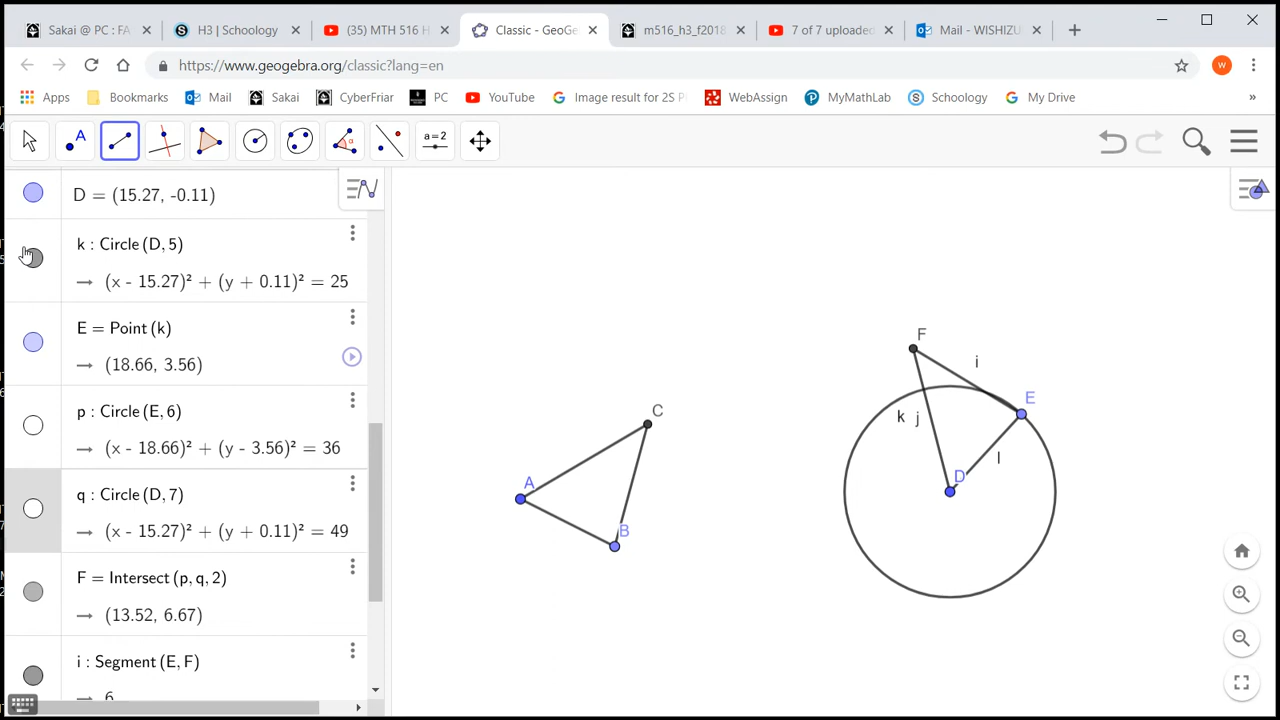 Sakai @ PC : FA
H3 | Schoology
(35) MTH 516 H
Classic - GeoGe
m516_h3_f2018
7 of 7 uploaded
Mail - WISHIZU
https://www.geogebra.org/classic?lang=en
W
Apps
Bookmarks
Mail
Sakai
CyberFriar
PC
YouTube
Image result for 2S P
WebAssign
MyMathLab
Schoology
My Drive
»
A
α
a=2
D = (15.27, -0.11)
k : Circle (D, 5)
→ (x - 15.27)² + (y + 0.11)² = 25
E = Point (k)
→ (18.66, 3.56)
p : Circle (E, 6)
→ (x - 18.66)² + (y - 3.56)² = 36
q : Circle (D, 7)
→ (x - 15.27)² + (y + 0.11)² = 49
F = Intersect (p, q, 2)
→ (13.52, 6.67)
i : Segment (E, F)
6
F
i
E
k j
l
D
C
A
B